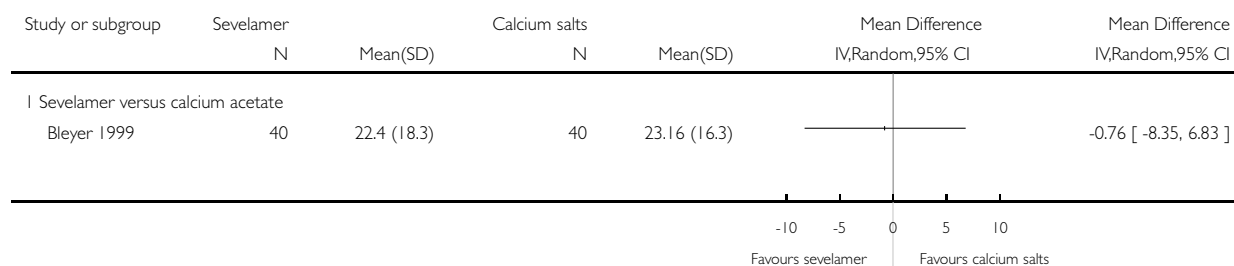 Study or subgroup Sevelamer Calcium salts Mean Difference Mean Difference
N Mean(SD) N Mean(SD) IV,Random,95% CI IV,Random,95% CI
1 Sevelamer versus calcium acetate
Bleyer 1999 40 22.4 (18.3) 40 23.16 (16.3) -0.76 [ -8.35, 6.83 ]
-10 -5 0 5 10
Favours sevelamer Favours calcium salts